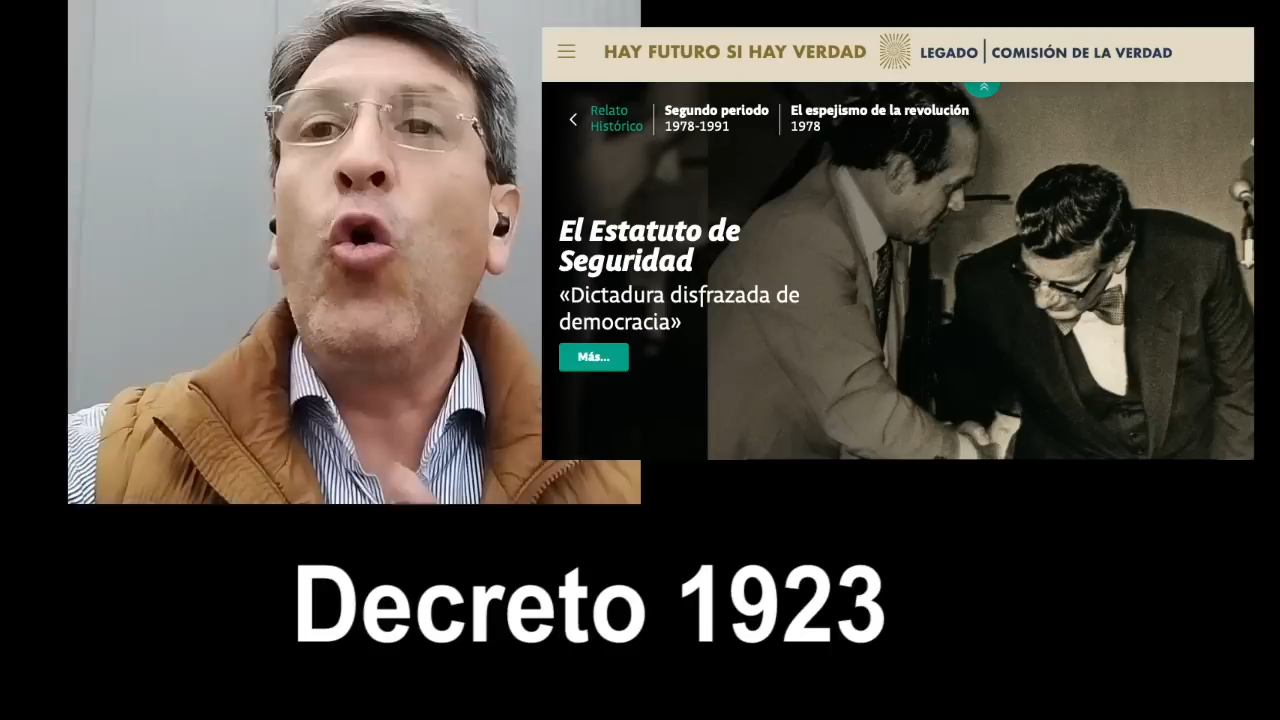 HAY FUTURO SI HAY VERDAD
LEGADO
COMISIÓN DE LA VERDAD
Relato
Histórico
Segundo periodo
1978-1991
El espejismo de la revolución
1978
El Estatuto de
Seguridad
«Dictadura disfrazada de
democracia»
Más...
Decreto 1923